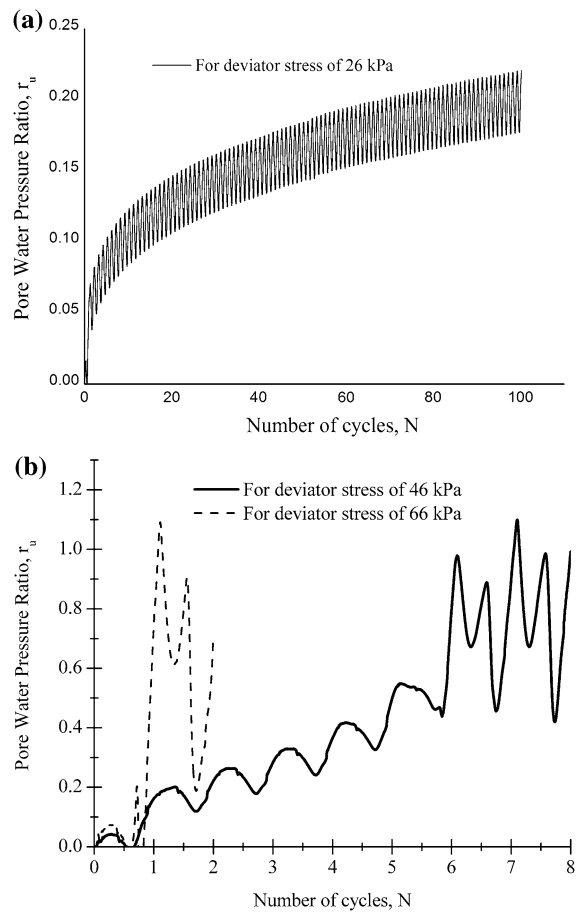 (a)
0.25
0.20
0.15
0.10
0.05
0.00
Pore Water Pressure Ratio, ru
For deviator stress of 26 kPa
0 20 40 60 80 100
Number of cycles, N
(b)
1.2
1.0
0.8
0.6
0.4
0.2
0.0
Pore Water Pressure Ratio, ru
For deviator stress of 46 kPa
For deviator stress of 66 kPa
0 1 2 3 4 5 6 7 8
Number of cycles, N